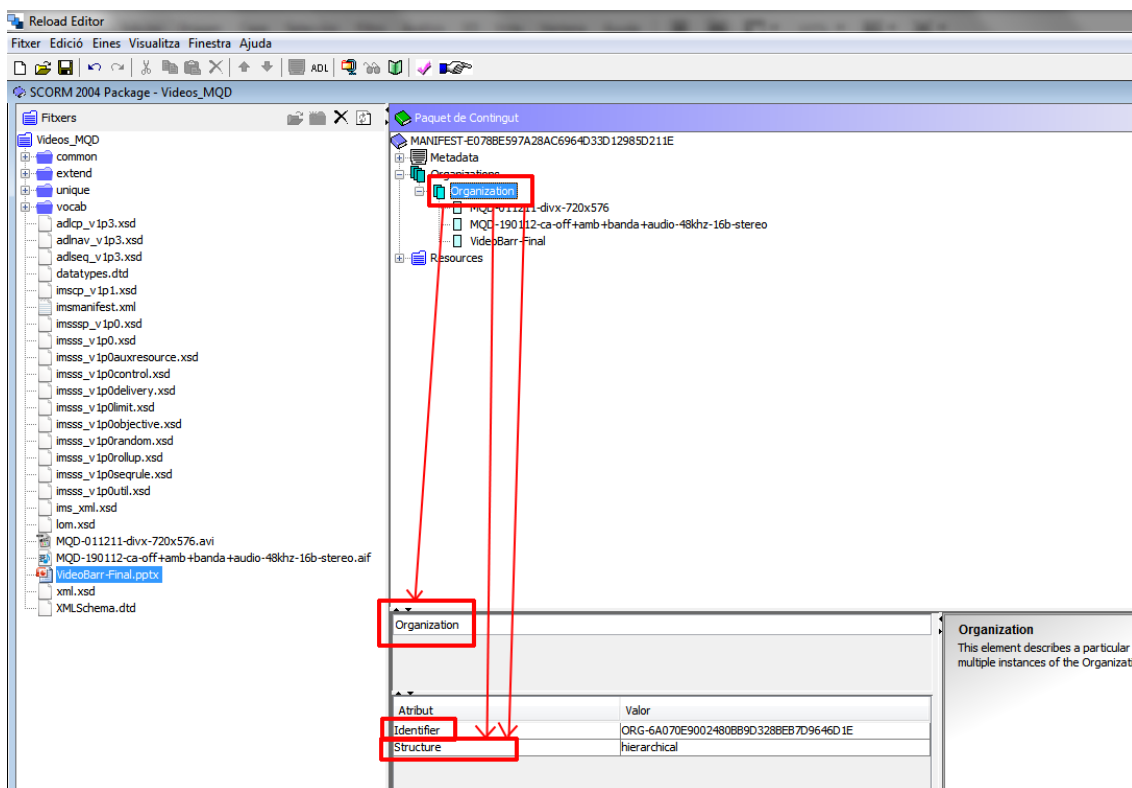 Reload Editor
Fitxer Edició Eines Visualitza Finestra Ajuda
ADL
SCORM 2004 Package - Videos_MQD
Fitxers
Videos_MQD
common
extend
unique
vocab
adlcp_v1p3.xsd
adlnav_v1p3.xsd
adlseq_v1p3.xsd
datatypes.dtd
imscp_v1p1.xsd
imsmanifest.xml
imsssp_v1p0.xsd
imsss_v1p0.xsd
imsss_v1p0auxresource.xsd
imsss_v1p0control.xsd
imsss_v1p0delivery.xsd
imsss_v1p0limit.xsd
imsss_v1p0objective.xsd
imsss_v1p0random.xsd
imsss_v1p0rollup.xsd
imsss_v1p0seqrule.xsd
imsss_v1p0util.xsd
ims_xml.xsd
lom.xsd
MQD-011211-divx-720x576.avi
MQD-190112-ca-off+amb+banda+audio-48khz-16b-stereo.aif
VideoBarr-Final.pptx
xml.xsd
XMLSchema.dtd
Paquet de Contingut
MANIFEST-E078BE597A28AC6964D33D12985D211E
Metadata
Organizations
Organization
MQD-011211-divx-720x576
MQD-190112-ca-off+amb+banda+audio-48khz-16b-stereo
VideoBarr-Final
Resources
Organization
Atribut Valor
Identifier ORG-6A070E9002480BB9D328BEB7D9646D1E
Structure hierarchical
Organization
This element describes a particular
multiple instances of the Organizati